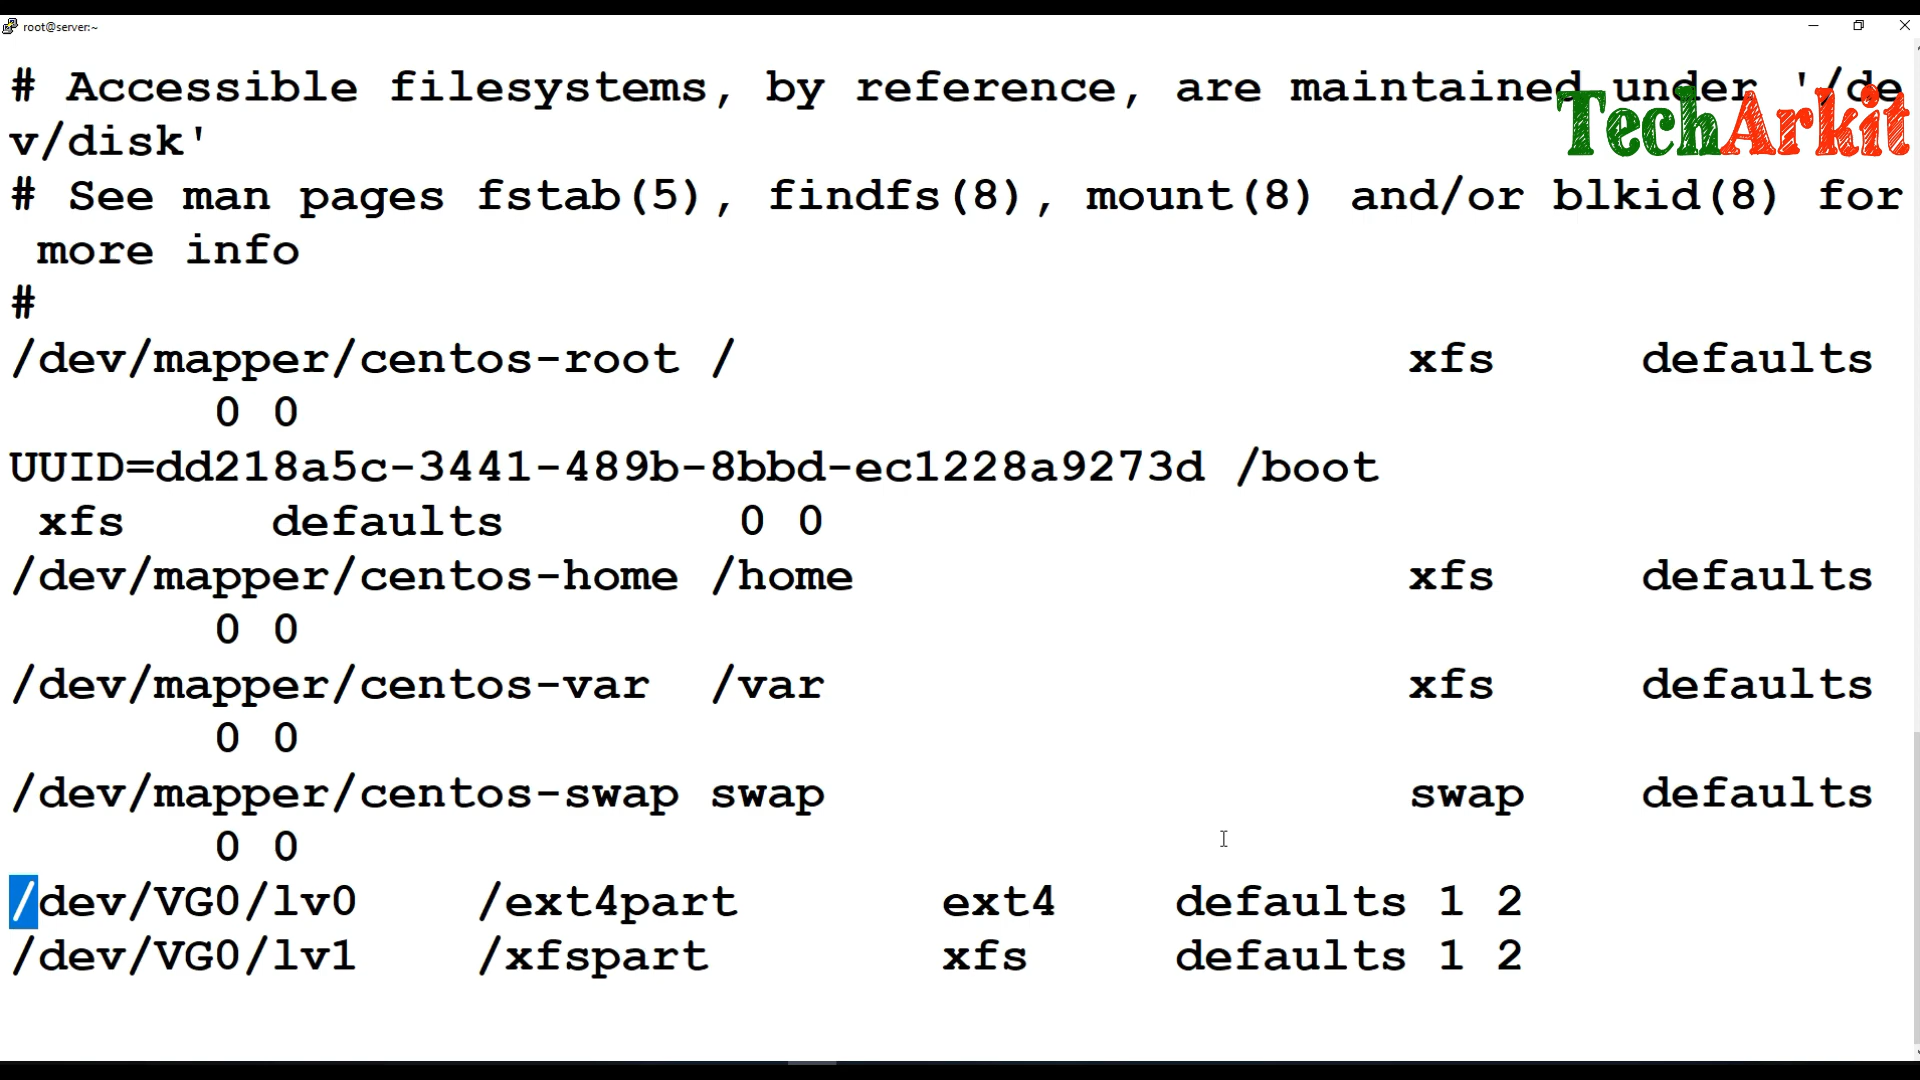 root@server:~
# Accessible filesystems, by reference, are maintained under '/de
v/disk'
TechArkit
# See man pages fstab(5), findfs(8), mount(8) and/or blkid(8) for
more info
#
/dev/mapper/centos-root / xfs defaults
0 0
UUID=dd218a5c-3441-489b-8bbd-ec1228a9273d /boot
xfs defaults 0 0
/dev/mapper/centos-home /home xfs defaults
0 0
/dev/mapper/centos-var /var xfs defaults
0 0
/dev/mapper/centos-swap swap swap defaults
0 0
/dev/VG0/lv0 /ext4part ext4 defaults 1 2
/dev/VG0/lv1 /xfspart xfs defaults 1 2